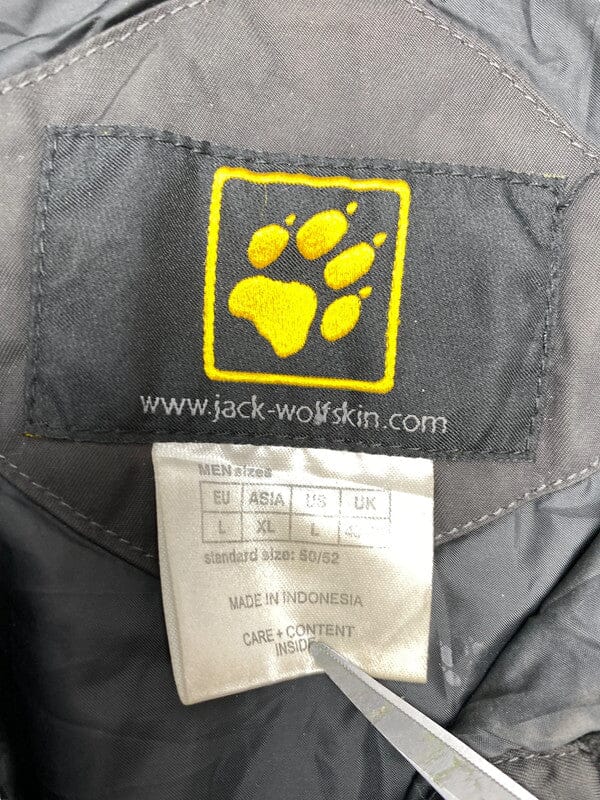 www.jack-wolfskin.com
MEN sizes
EU ASIA US UK
L XL L
standard size: 50/52
MADE IN INDONESIA
CARE + CONTENT
INSIDE